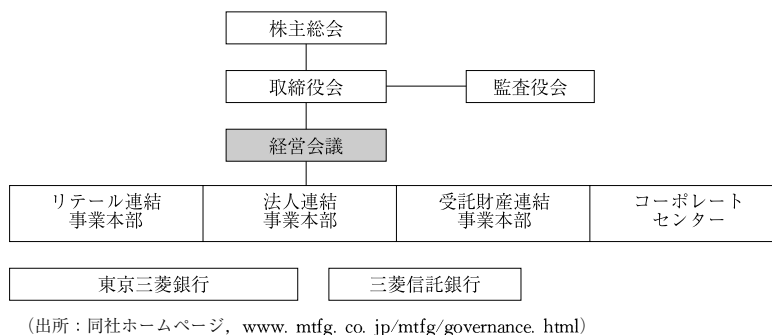 株主総会
取締役会
監査役会
経営会議
リテール連結
事業本部
法人連結
事業本部
受託財産連結
事業本部
コーポレート
センター
東京三菱銀行
三菱信託銀行
（出所：同社ホームページ，www. mtfg. co. jp/mtfg/governance. html）